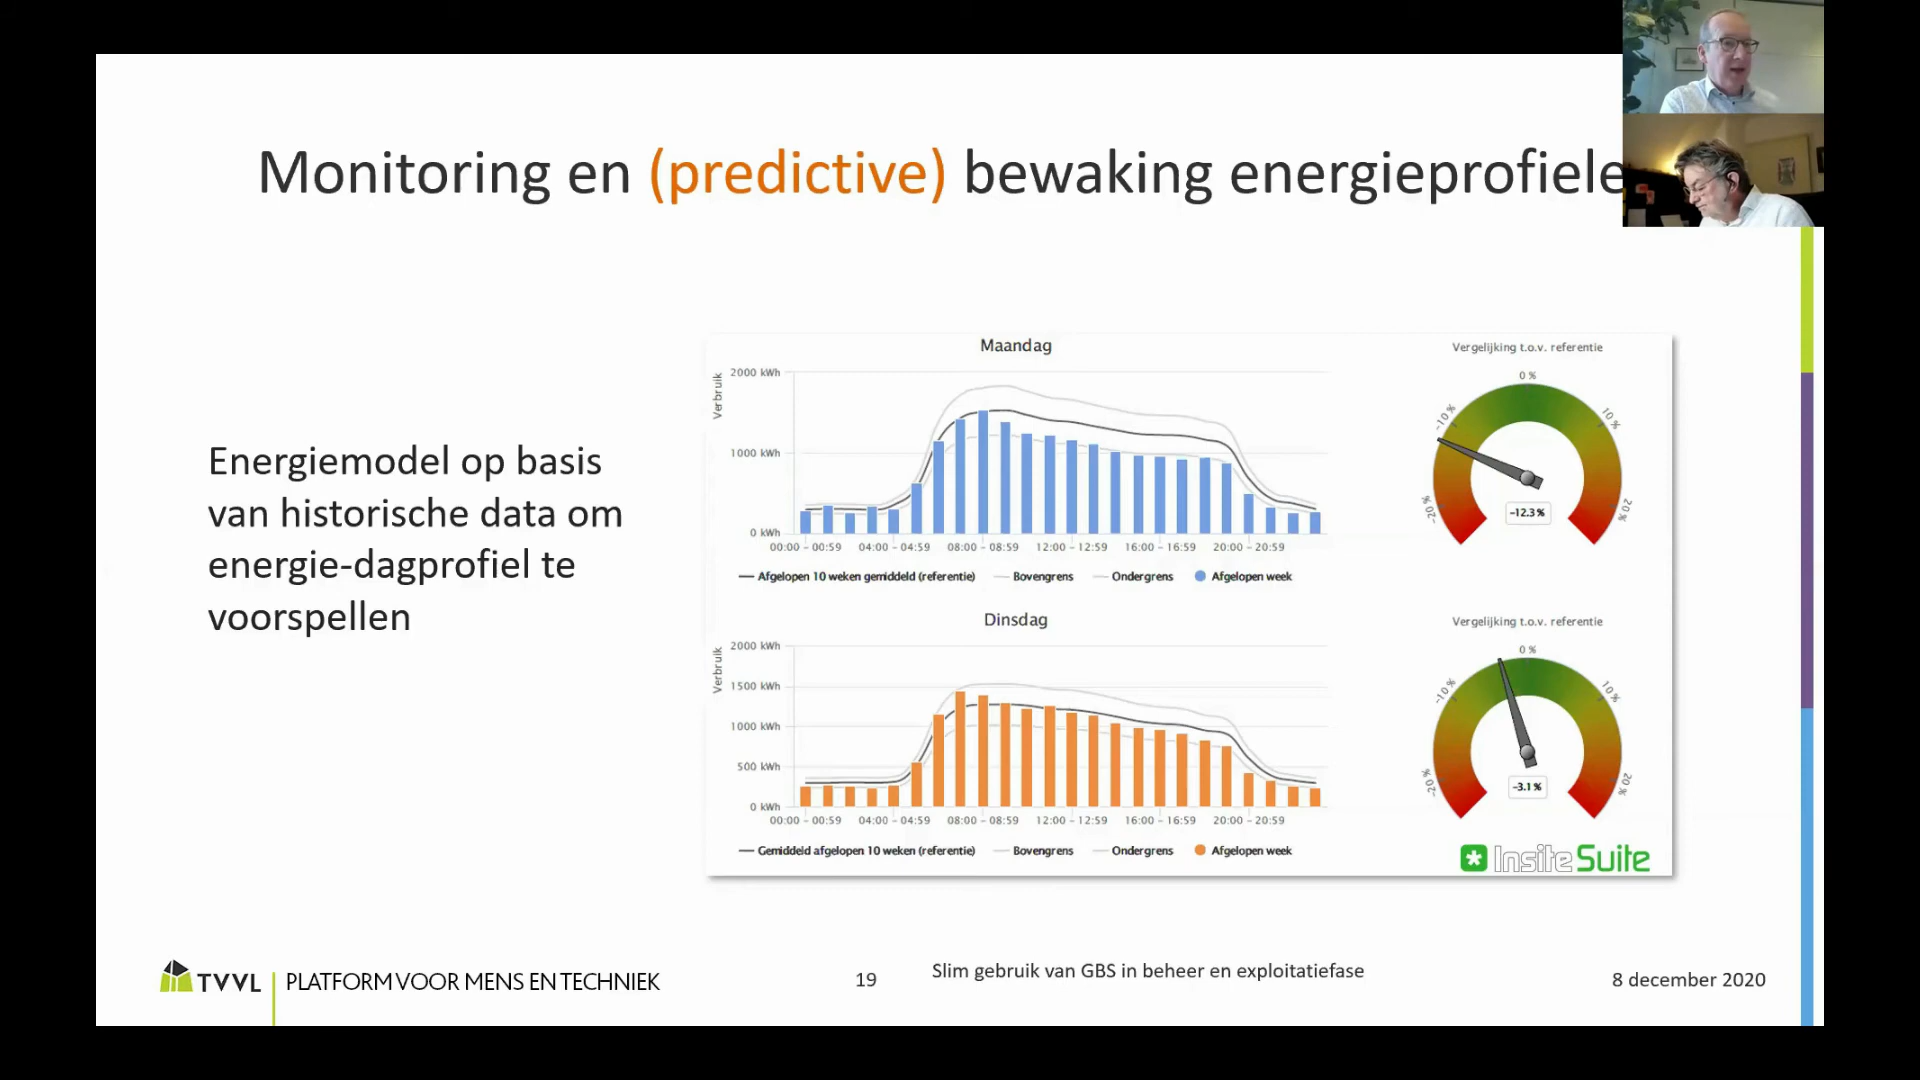 Monitoring en (predictive) bewaking energieprofiele
Energiemodel op basis
van historische data om
energie-dagprofiel te
voorspellen
Maandag
Verbruik
2000 kWh
1000 kWh
0 kWh
00:00 – 00:59 04:00 – 04:59 08:00 – 08:59 12:00 – 12:59 16:00 – 16:59 20:00 – 20:59
Afgelopen 10 weken gemiddeld (referentie) Bovengrens Ondergrens Afgelopen week
Vergelijking t.o.v. referentie
0 %
-10 % 10 %
-20 % 20 %
-12.3 %
Dinsdag
Verbruik
2000 kWh
1500 kWh
1000 kWh
500 kWh
0 kWh
00:00 – 00:59 04:00 – 04:59 08:00 – 08:59 12:00 – 12:59 16:00 – 16:59 20:00 – 20:59
Gemiddeld afgelopen 10 weken (referentie) Bovengrens Ondergrens Afgelopen week
Vergelijking t.o.v. referentie
0 %
-10 % 10 %
-20 % 20 %
-3.1 %
InsiteSuite
TVVL PLATFORM VOOR MENS EN TECHNIEK
19
Slim gebruik van GBS in beheer en exploitatiefase
8 december 2020